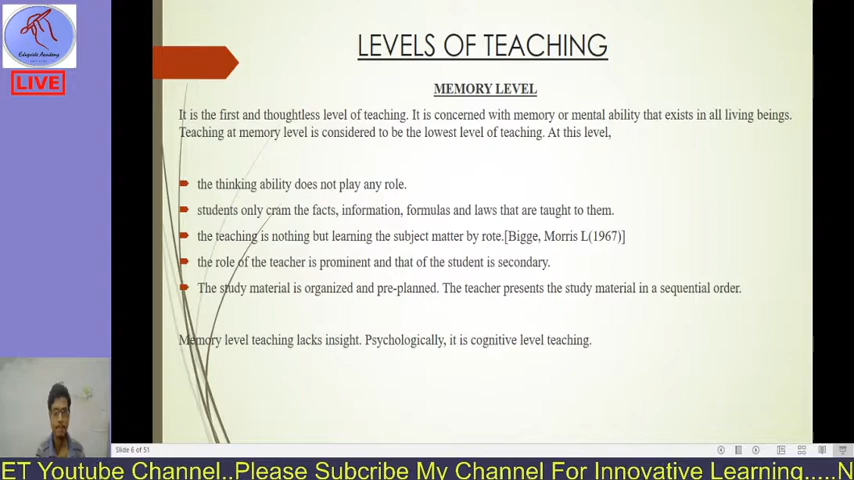 Eduguide Academy
LIVE
LEVELS OF TEACHING
MEMORY LEVEL
It is the first and thoughtless level of teaching. It is concerned with memory or mental ability that exists in all living beings.
Teaching at memory level is considered to be the lowest level of teaching. At this level,
the thinking ability does not play any role.
students only cram the facts, information, formulas and laws that are taught to them.
the teaching is nothing but learning the subject matter by rote.[Bigge, Morris L(1967)]
the role of the teacher is prominent and that of the student is secondary.
The study material is organized and pre-planned. The teacher presents the study material in a sequential order.
Memory level teaching lacks insight. Psychologically, it is cognitive level teaching.
Slide 6 of 51
ET Youtube Channel..Please Subcribe My Channel For Innovative Learning.....N